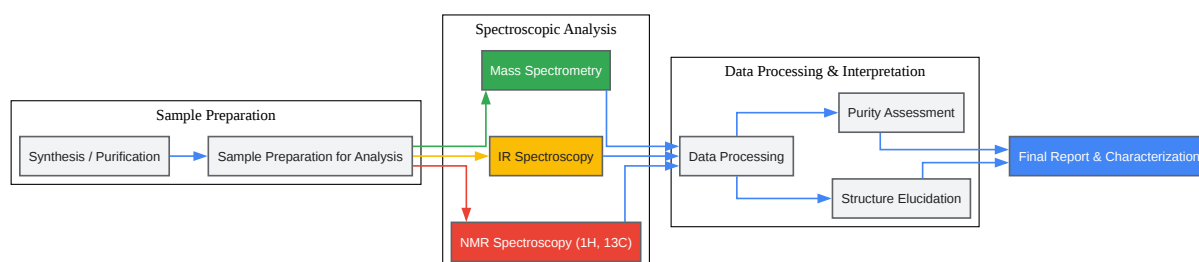 Sample Preparation
Synthesis / Purification
Sample Preparation for Analysis
Spectroscopic Analysis
Mass Spectrometry
IR Spectroscopy
NMR Spectroscopy (1H, 13C)
Data Processing & Interpretation
Data Processing
Purity Assessment
Structure Elucidation
Final Report & Characterization